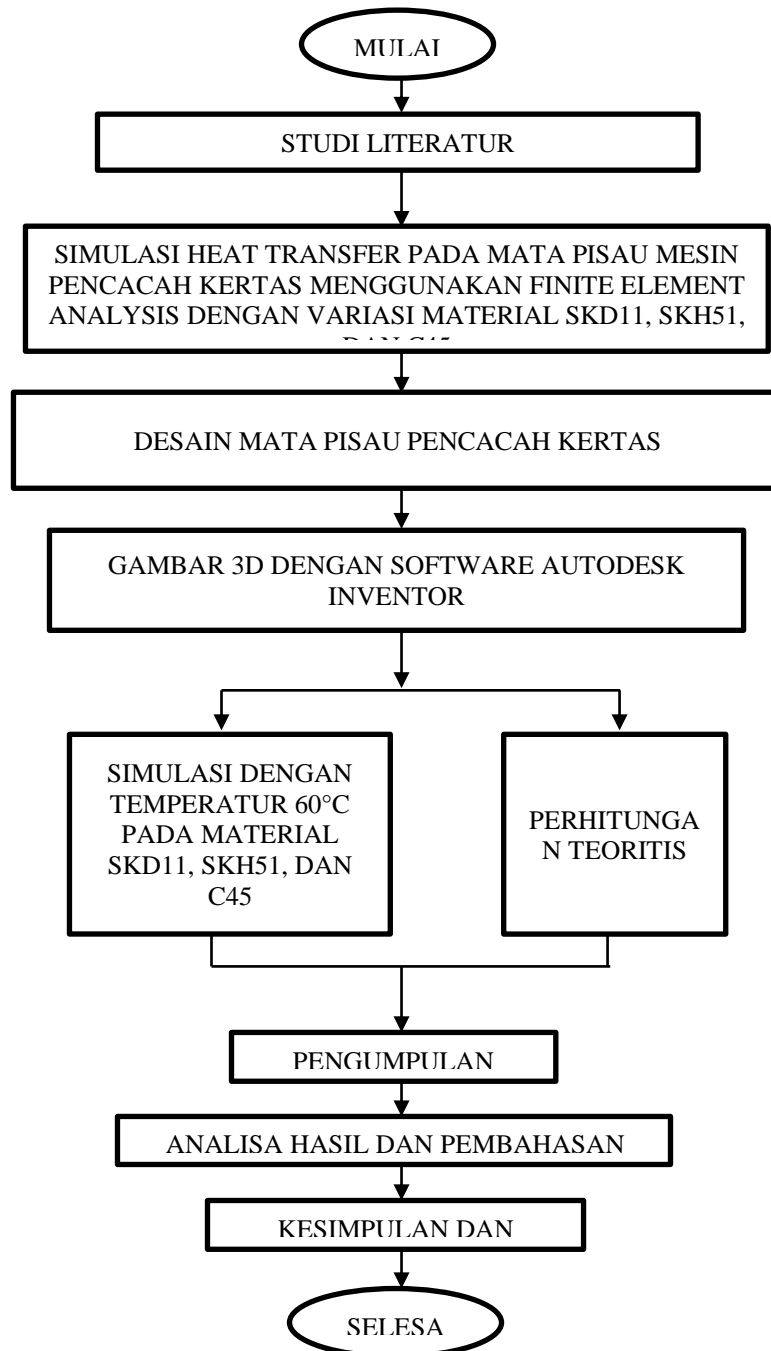 MULAI
STUDI LITERATUR
SIMULASI HEAT TRANSFER PADA MATA PISAU MESIN
PENCACAH KERTAS MENGGUNAKAN FINITE ELEMENT
ANALYSIS DENGAN VARIASI MATERIAL SKD11, SKH51,
DAN C45
DESAIN MATA PISAU PENCACAH KERTAS
GAMBAR 3D DENGAN SOFTWARE AUTODESK
INVENTOR
SIMULASI DENGAN
TEMPERATUR 60°C
PADA MATERIAL
SKD11, SKH51, DAN
C45
PERHITUNGA
N TEORITIS
PENGUMPULAN
ANALISA HASIL DAN PEMBAHASAN
KESIMPULAN DAN
SELESA